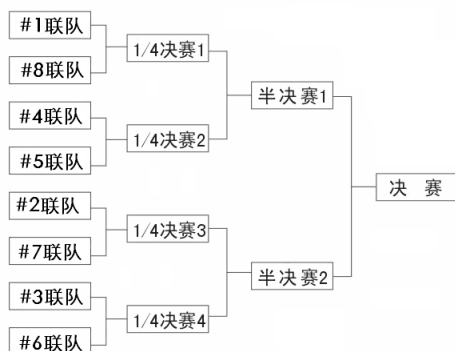 #1联队
1/4决赛1
#8联队
半决赛1
#4联队
1/4决赛2
#5联队
决 赛
#2联队
1/4决赛3
#7联队
半决赛2
#3联队
1/4决赛4
#6联队